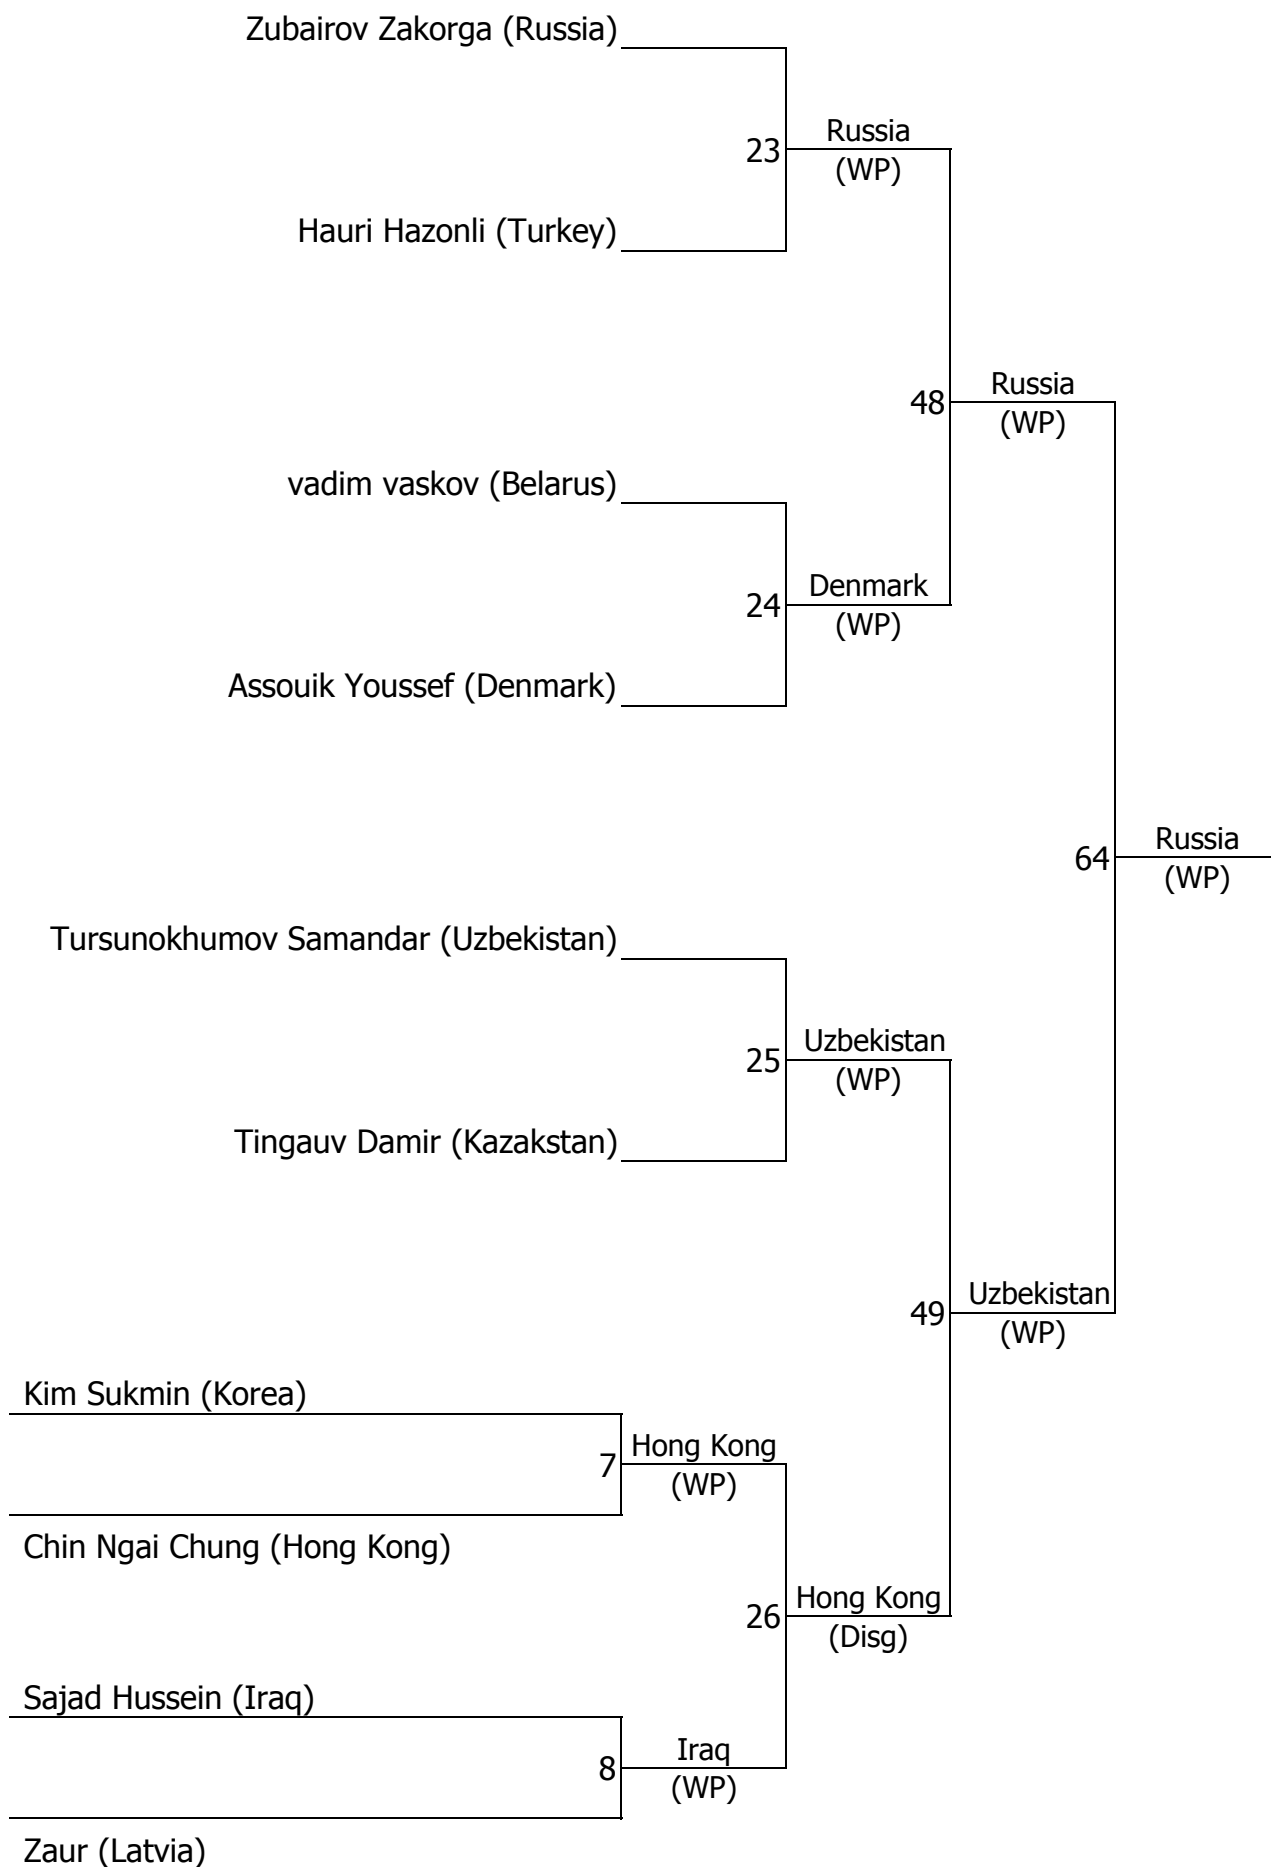 Zubairov Zakorga (Russia)
Russia
23
(WP)
Hauri Hazonli (Turkey)
Russia
48
(WP)
vadim vaskov (Belarus)
Denmark
24
(WP)
Assouik Youssef (Denmark)
Russia
64
(WP)
Tursunokhumov Samandar (Uzbekistan)
Uzbekistan
25
(WP)
Tingauv Damir (Kazakstan)
Uzbekistan
49
(WP)
Kim Sukmin (Korea)
Hong Kong
7
(WP)
Chin Ngai Chung (Hong Kong)
Hong Kong
26
(Disg)
Sajad Hussein (Iraq)
Iraq
8
(WP)
Zaur (Latvia)